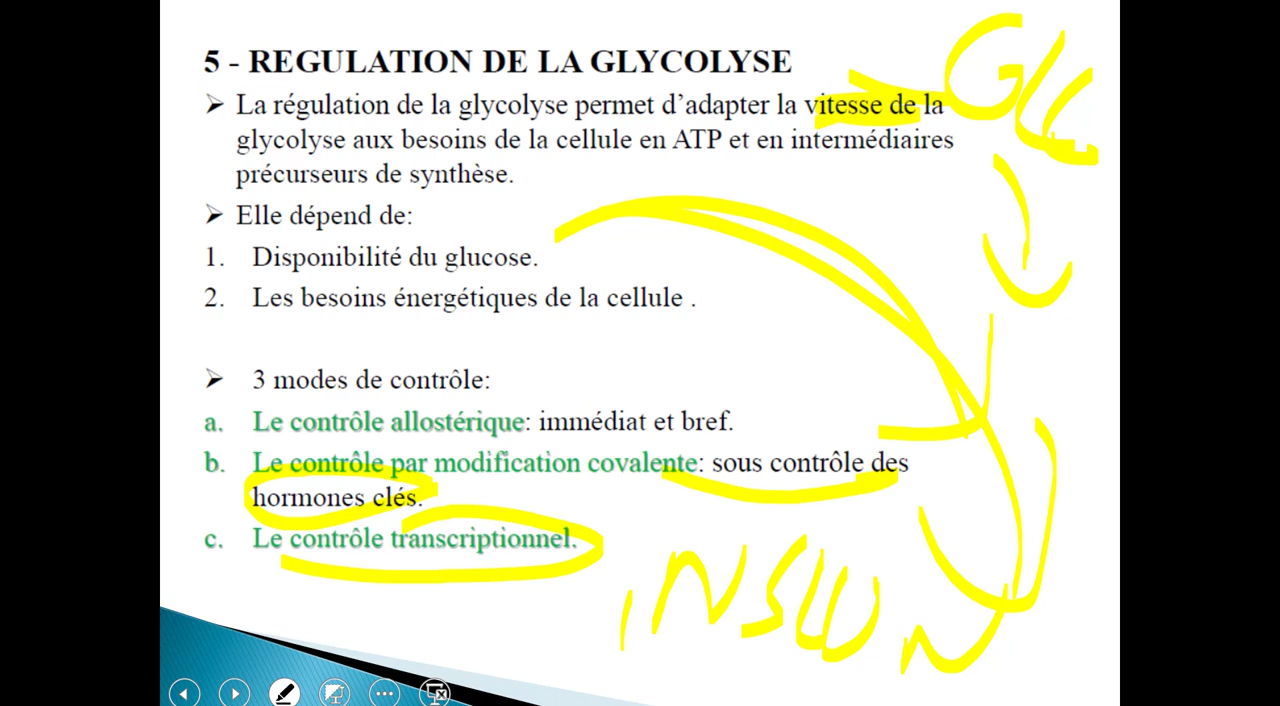 5 - REGULATION DE LA GLYCOLYSE
➢ La régulation de la glycolyse permet d'adapter la vitesse de la
glycolyse aux besoins de la cellule en ATP et en intermédiaires
précurseurs de synthèse.
➢ Elle dépend de:
1. Disponibilité du glucose.
2. Les besoins énergétiques de la cellule .
➢ 3 modes de contrôle:
a. Le contrôle allostérique: immédiat et bref.
b. Le contrôle par modification covalente: sous contrôle des
hormones clés.
c. Le contrôle transcriptionnel.
GLU